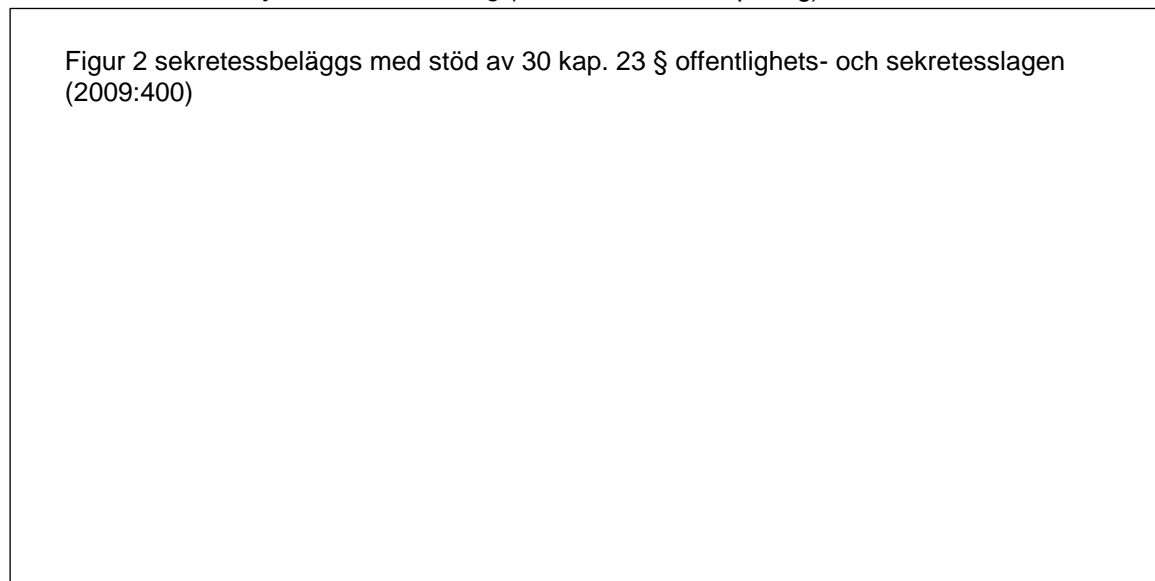 Figur 2 sekretessbeläggs med stöd av 30 kap. 23 § offentlighets- och sekretesslagen
(2009:400)